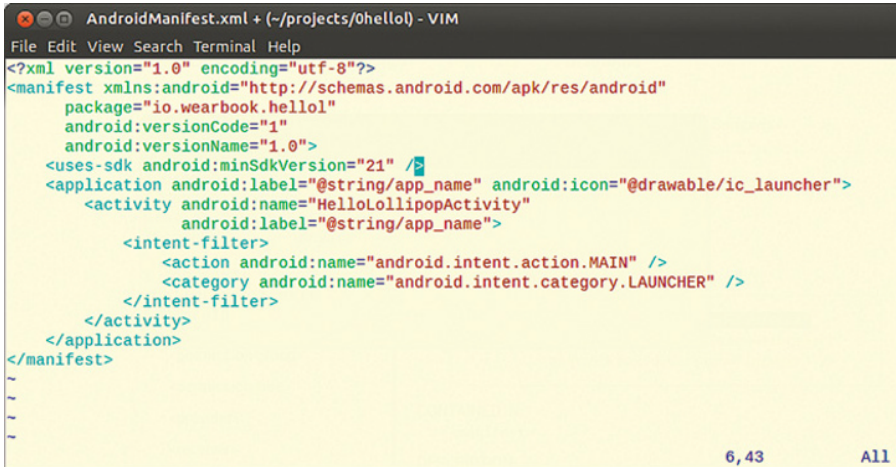 AndroidManifest.xml + (~/projects/0hellol) - VIM
File Edit View Search Terminal Help
<?xml version="1.0" encoding="utf-8"?>
<manifest xmlns:android="http://schemas.android.com/apk/res/android"
      package="io.wearbook.hellol"
      android:versionCode="1"
      android:versionName="1.0">
    <uses-sdk android:minSdkVersion="21" />
    <application android:label="@string/app_name" android:icon="@drawable/ic_launcher">
        <activity android:name="HelloLollipopActivity"
                  android:label="@string/app_name">
            <intent-filter>
                <action android:name="android.intent.action.MAIN" />
                <category android:name="android.intent.category.LAUNCHER" />
            </intent-filter>
        </activity>
    </application>
</manifest>
~
~
~
~
6,43 All